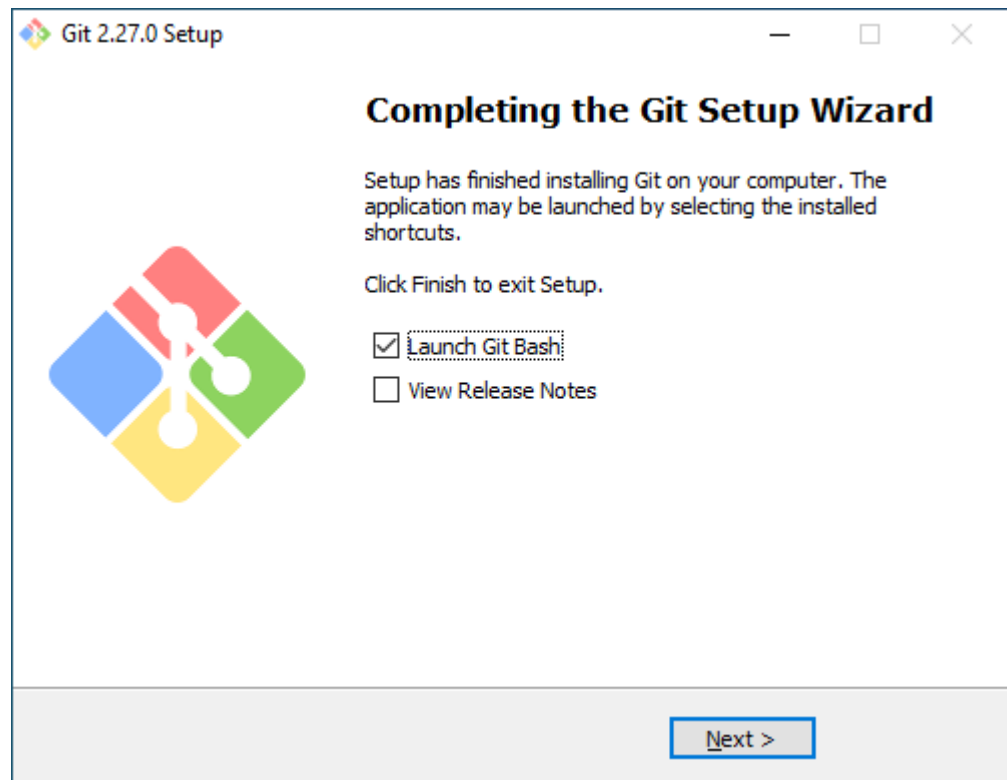 Git 2.27.0 Setup
Completing the Git Setup Wizard
Setup has finished installing Git on your computer. The
application may be launched by selecting the installed
shortcuts.
Click Finish to exit Setup.
Launch Git Bash
View Release Notes
Next >